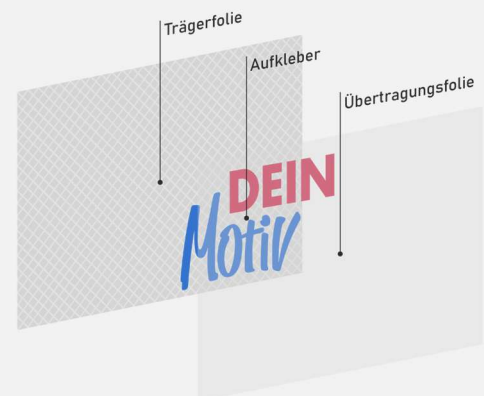 Trägerfolie
Aufkleber
Übertragungsfolie
DEIN
Motiv